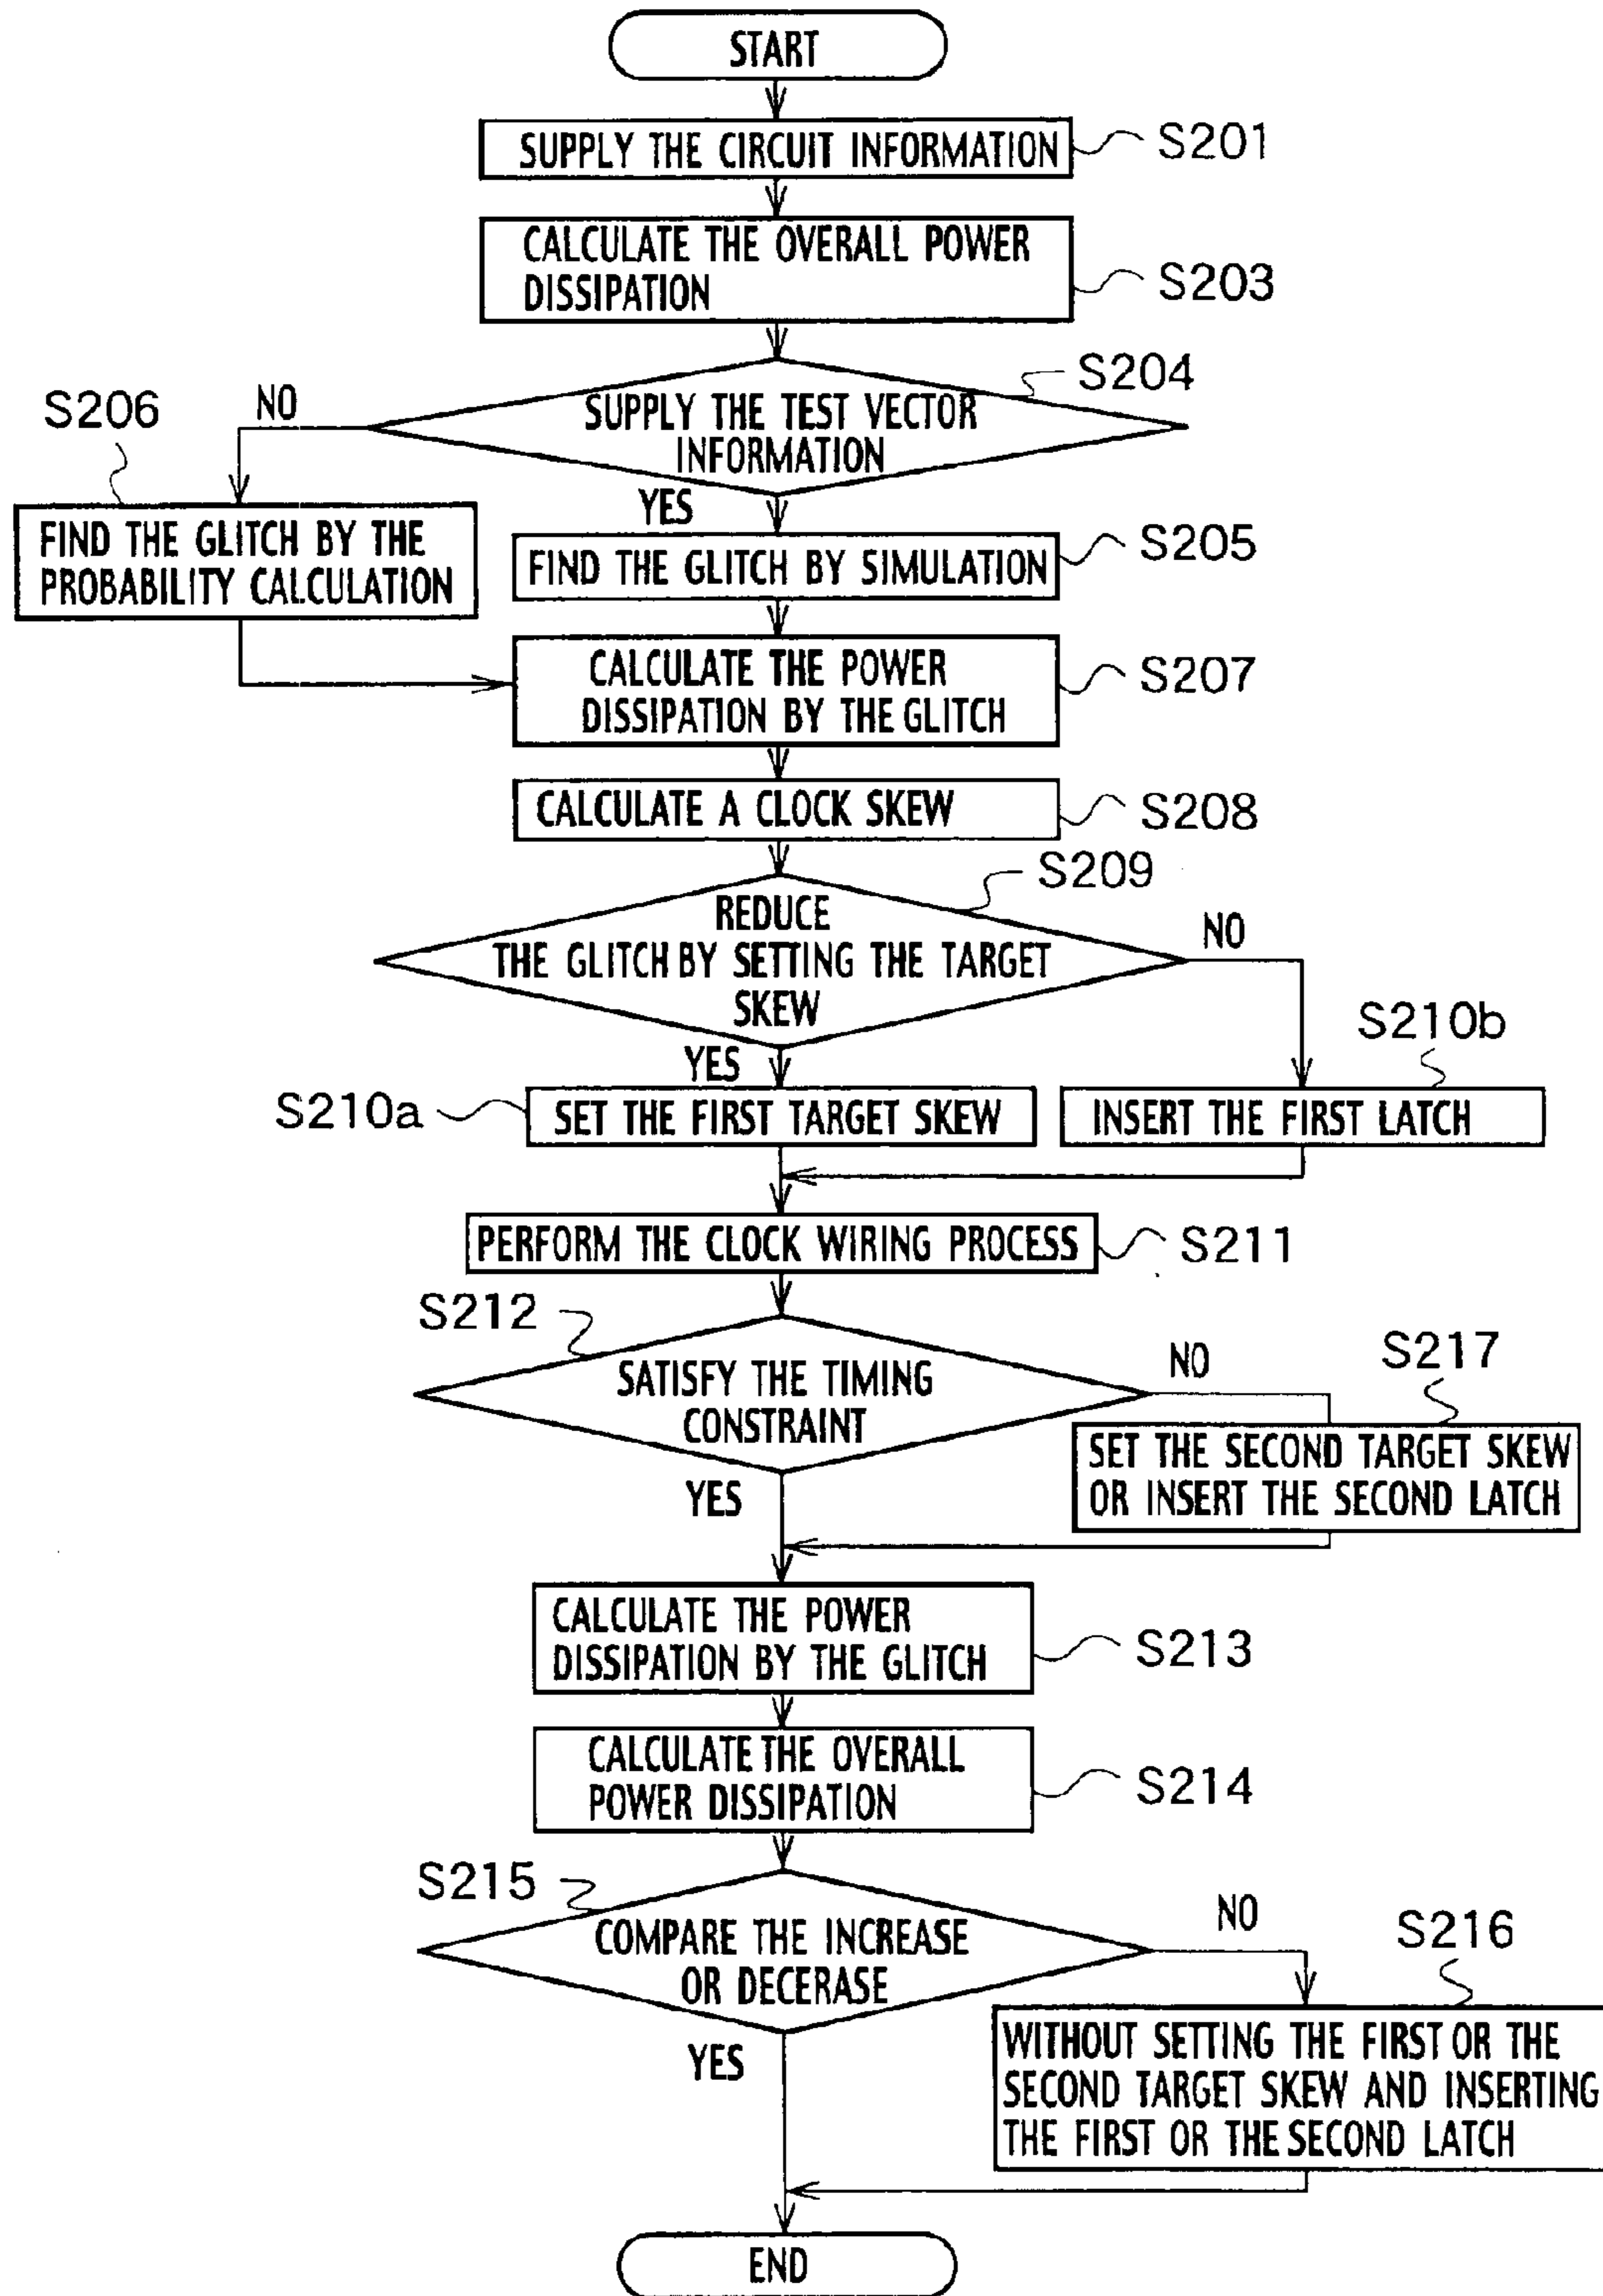 START
SUPPLY THE CIRCUIT INFORMATION
S201
CALCULATE THE OVERALL POWER
DISSIPATION
S203
S204
SUPPLY THE TEST VECTOR
INFORMATION
NO
S206
YES
FIND THE GLITCH BY THE
PROBABILITY CALCULATION
FIND THE GLITCH BY SIMULATION
S205
CALCULATE THE POWER
DISSIPATION BY THE GLITCH
S207
CALCULATE A CLOCK SKEW
S208
S209
REDUCE
THE GLITCH BY SETTING THE TARGET
SKEW
NO
YES
S210b
S210a
SET THE FIRST TARGET SKEW
INSERT THE FIRST LATCH
PERFORM THE CLOCK WIRING PROCESS
S211
S212
SATISFY THE TIMING
CONSTRAINT
NO
S217
YES
SET THE SECOND TARGET SKEW
OR INSERT THE SECOND LATCH
CALCULATE THE POWER
DISSIPATION BY THE GLITCH
S213
CALCULATE THE OVERALL
POWER DISSIPATION
S214
S215
COMPARE THE INCREASE
OR DECERASE
NO
S216
YES
WITHOUT SETTING THE FIRST OR THE
SECOND TARGET SKEW AND INSERTING
THE FIRST OR THE SECOND LATCH
END